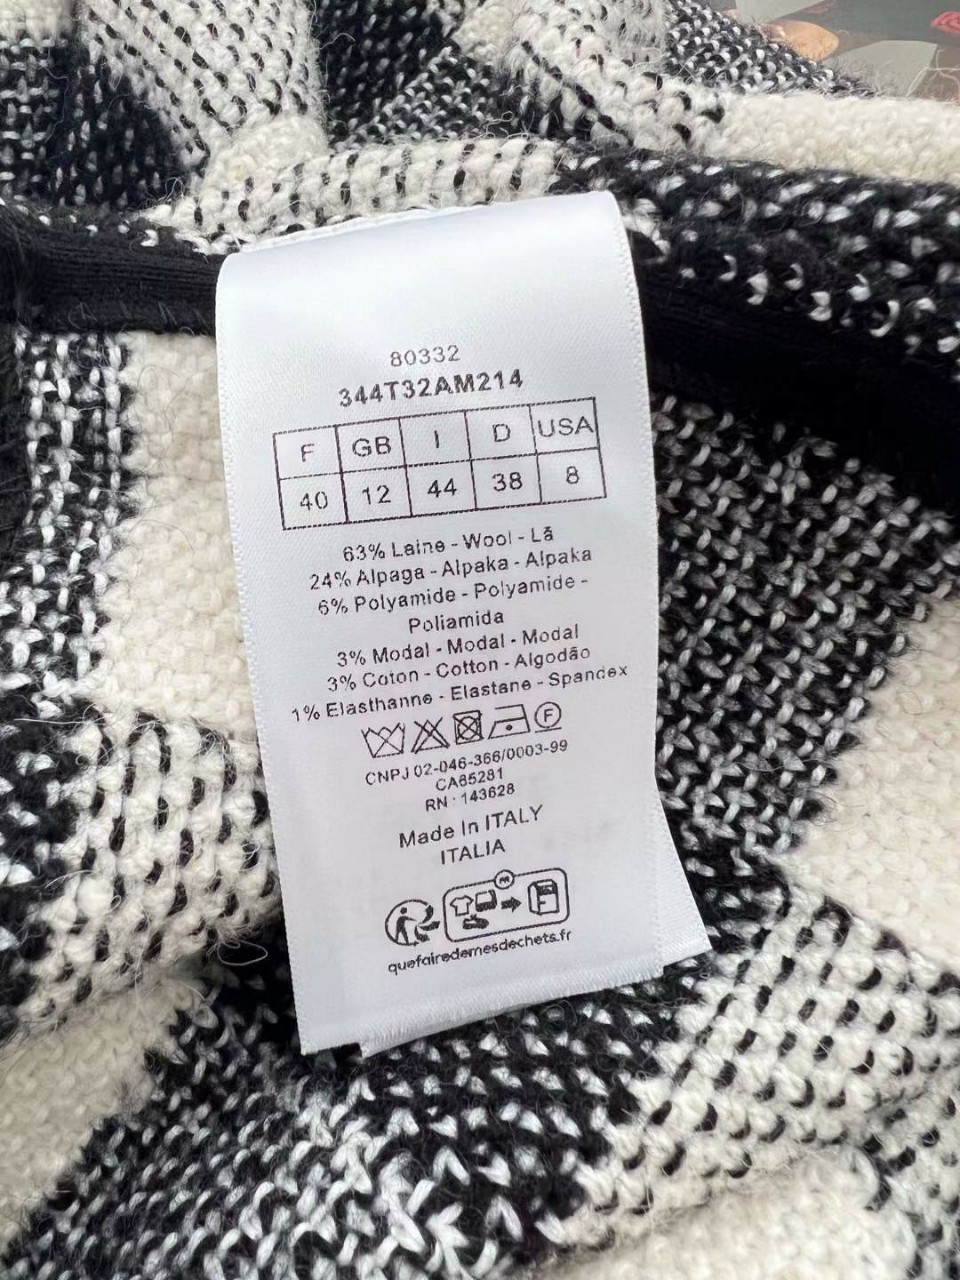 80332
344T32AM214
F GB I D USA
40 12 44 38 8
63% Laine - Wool - Lã
24% Alpaga - Alpaka - Alpaka
6% Polyamide - Polyamide -
Poliamida
3% Modal - Modal - Modal
3% Coton - Cotton - Algodão
1% Elasthanne - Elastane - Spandex
F
CNPJ 02-046-366/0003-99
CA85281
RN : 143628
Made In ITALY
ITALIA
FR
quefairedemesdechets.fr